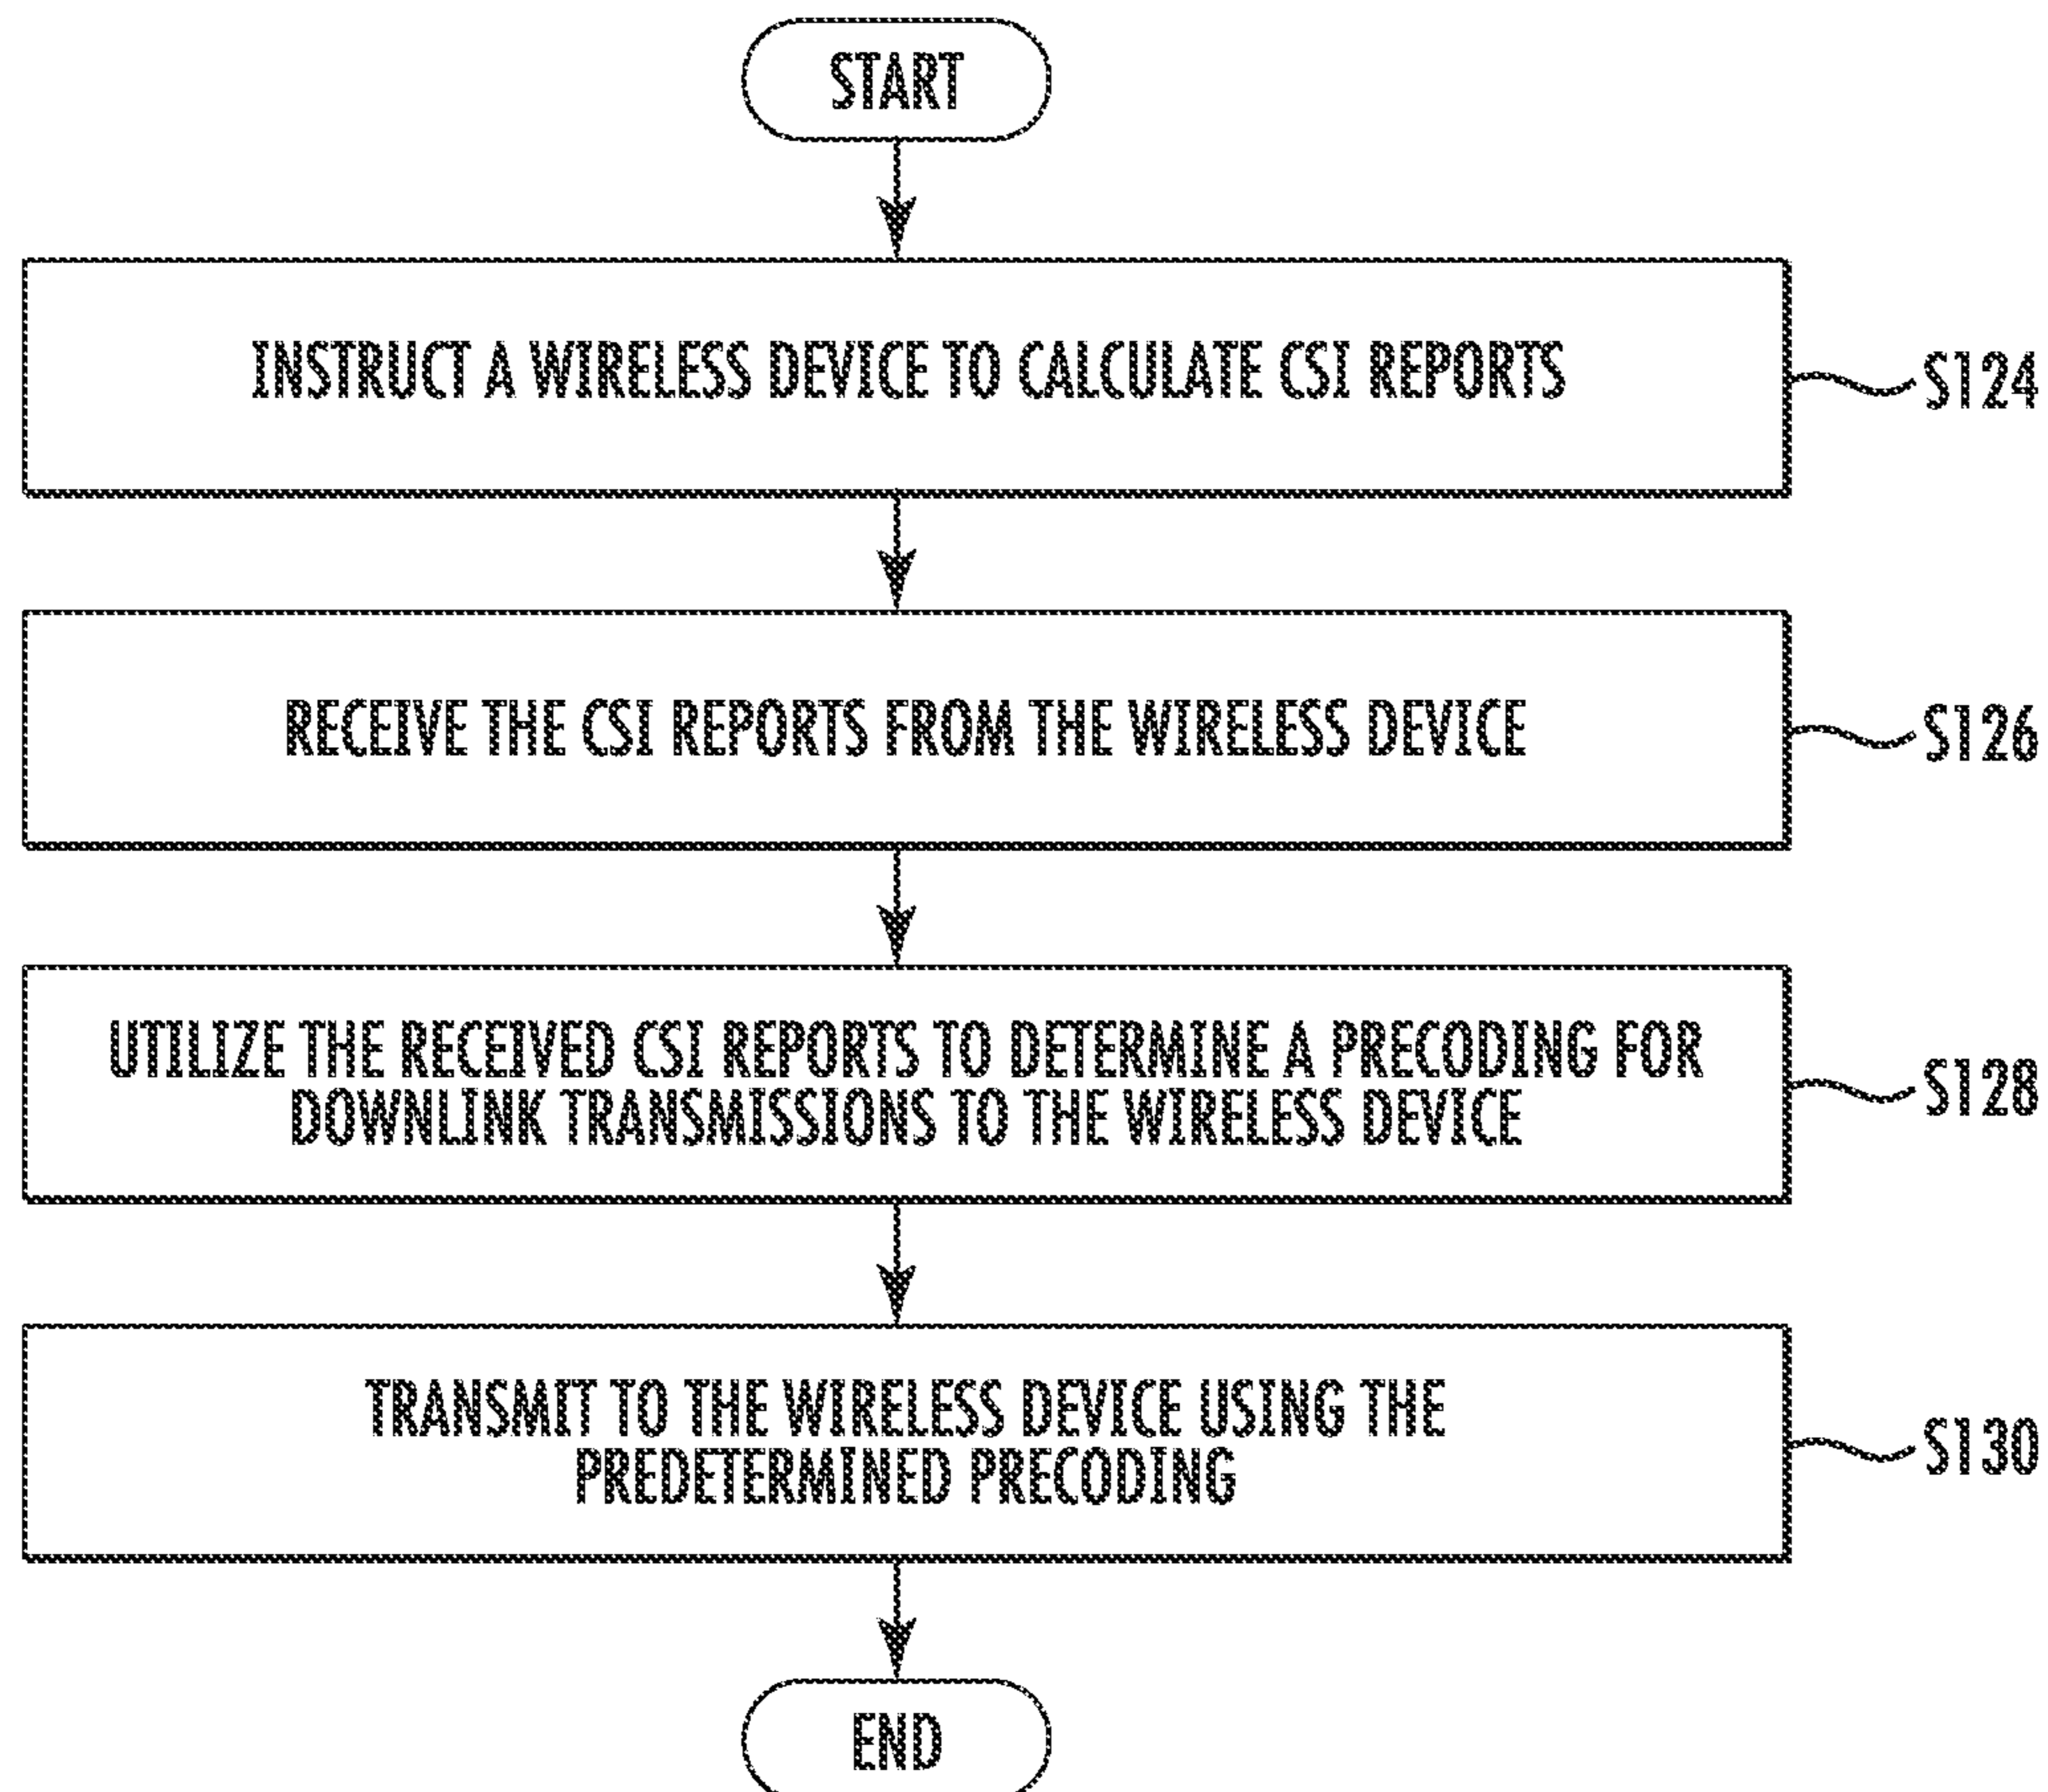 START
INSTRUCT A WIRELESS DEVICE TO CALCULATE CSI REPORTS
S124
RECEIVE THE CSI REPORTS FROM THE WIRELESS DEVICE
S126
UTILIZE THE RECEIVED CSI REPORTS TO DETERMINE A PRECODING FOR
DOWNLINK TRANSMISSIONS TO THE WIRELESS DEVICE
S128
TRANSMIT TO THE WIRELESS DEVICE USING THE
PREDETERMINED PRECODING
S130
END